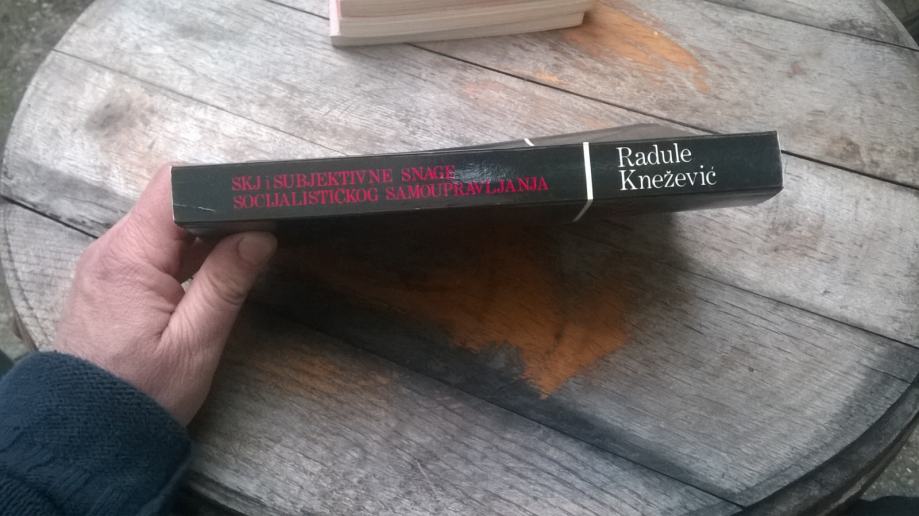 SKJ i SUBJEKTIVNE SNAGE
SOCIJALISTIČKOG SAMOUPRAVLJANJA
Radule
Knežević